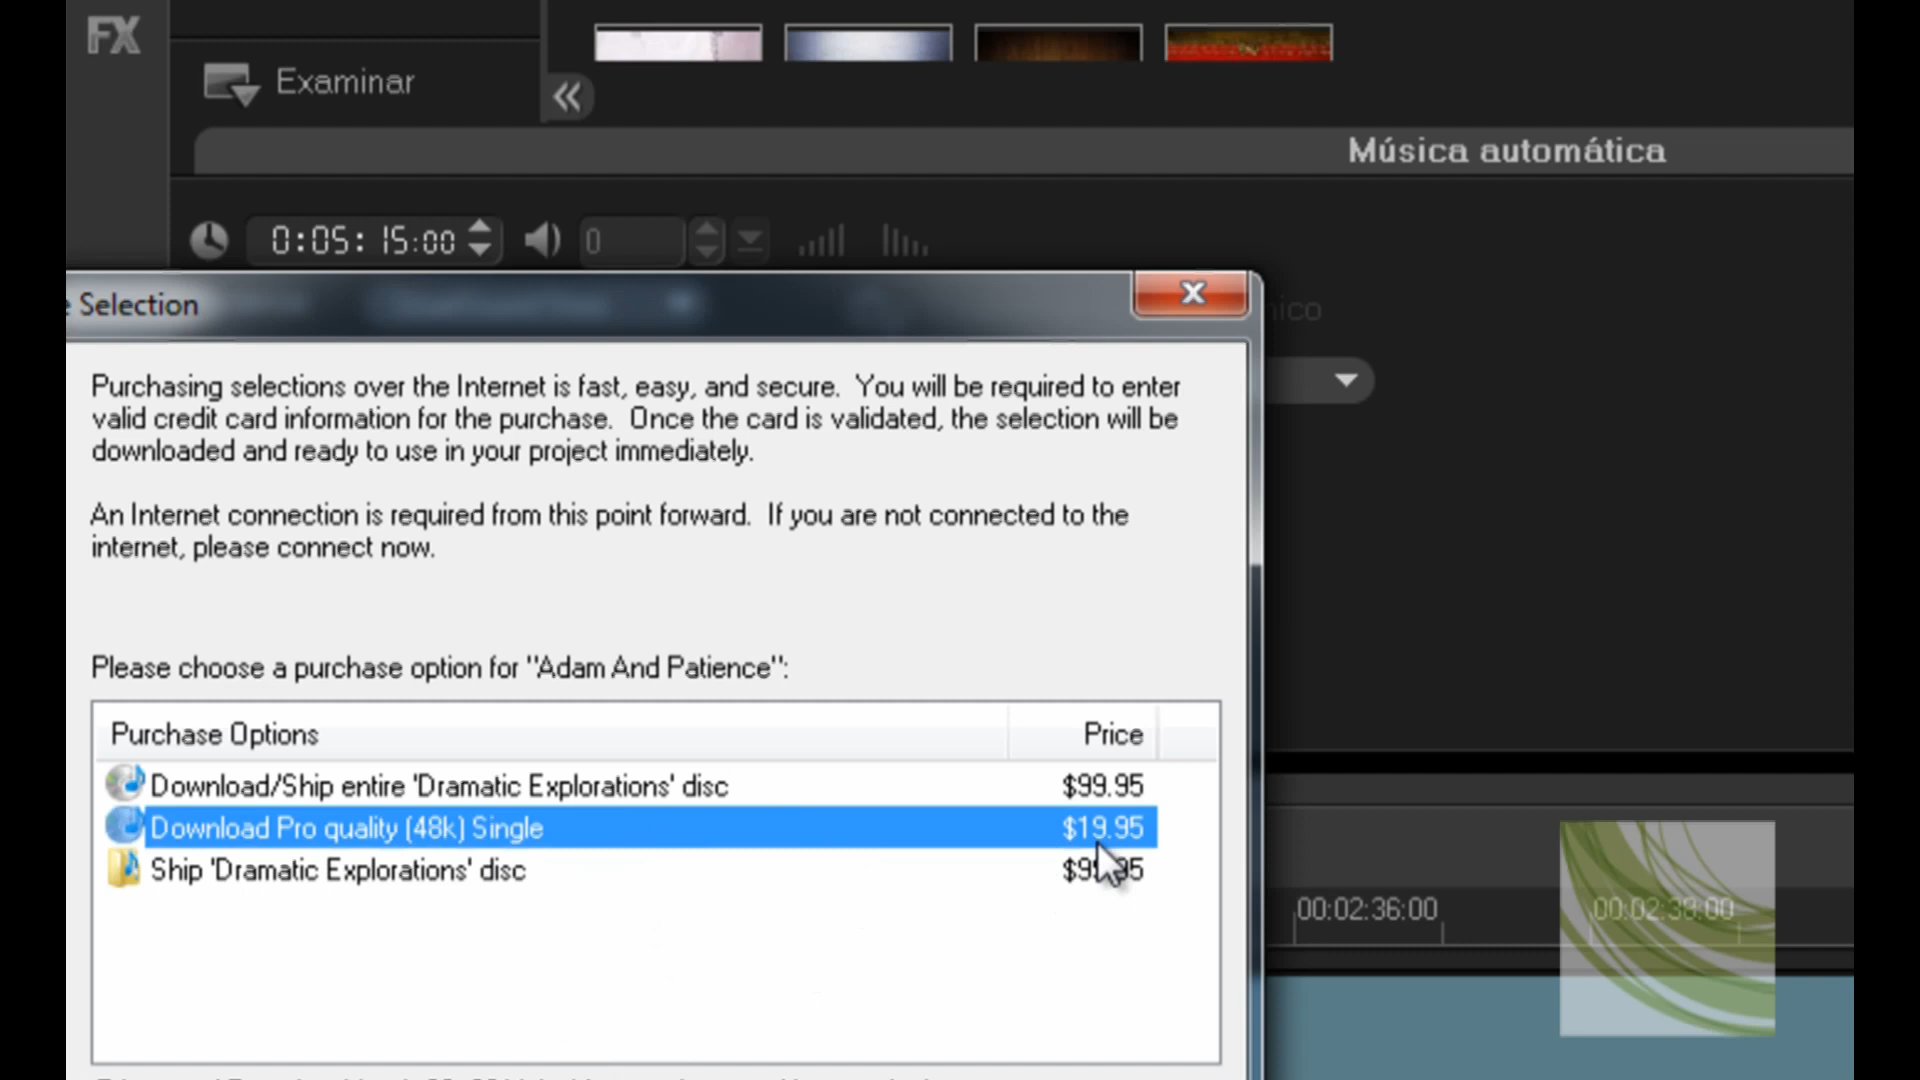 FX
Examinar
Música automática
0:05:15:00
0
Selection
Purchasing selections over the Internet is fast, easy, and secure. You will be required to enter
valid credit card information for the purchase. Once the card is validated, the selection will be
downloaded and ready to use in your project immediately.
An Internet connection is required from this point forward. If you are not connected to the
internet, please connect now.
Please choose a purchase option for "Adam And Patience":
Purchase Options Price
Download/Ship entire 'Dramatic Explorations' disc $99.95
Download Pro quality (48k) Single $19.95
Ship 'Dramatic Explorations' disc
00:02:36:00
00:02:38:00